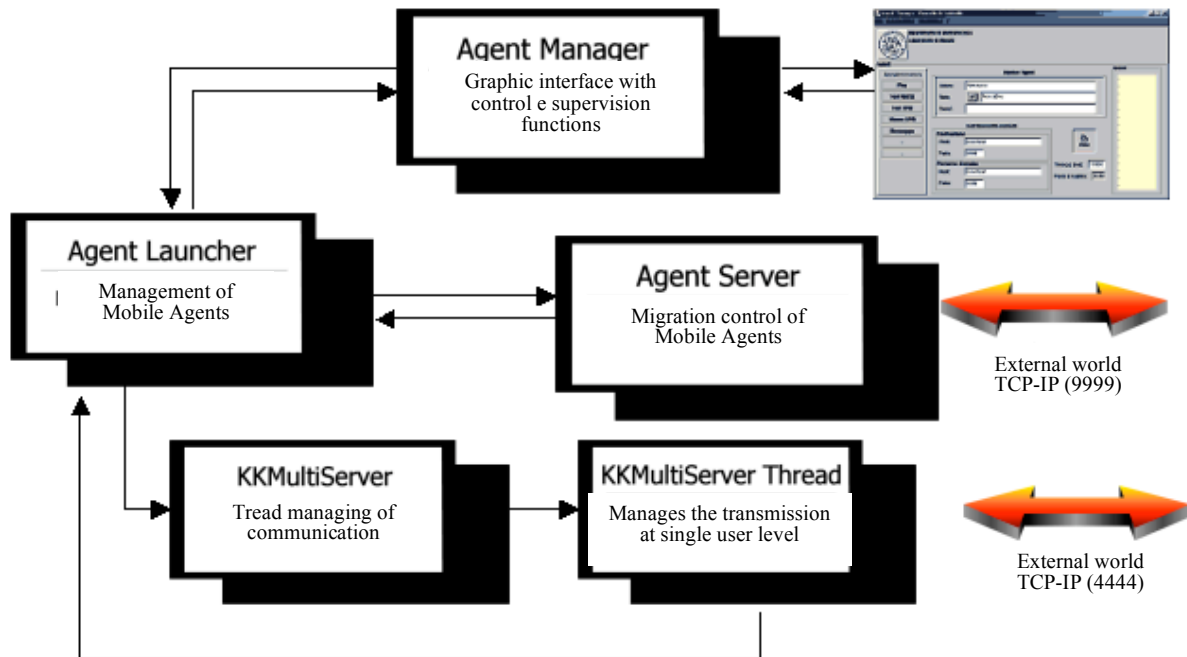 Agent Manager
Graphic interface with
control e supervision
functions
Agent Launcher
Management of
Mobile Agents
Agent Server
Migration control of
Mobile Agents
External world
TCP-IP (9999)
KKMultiServer
Tread managing of
communication
KKMultiServer Thread
Manages the transmission
at single user level
External world
TCP-IP (4444)